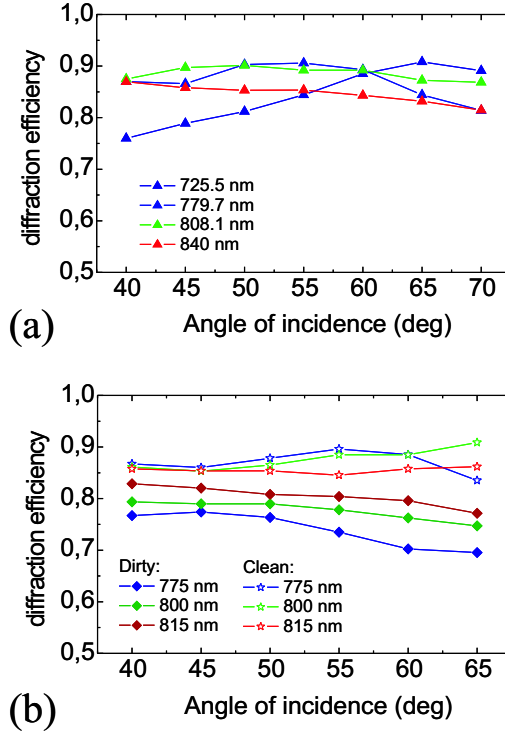 1,0
0,9
0,8
0,7
0,6
0,5
diffraction efficiency
725.5 nm
779.7 nm
808.1 nm
840 nm
40 45 50 55 60 65 70
Angle of incidence (deg)
(a)
1,0
0,9
0,8
0,7
0,6
0,5
diffraction efficiency
Dirty: Clean:
775 nm 775 nm
800 nm 800 nm
815 nm 815 nm
40 45 50 55 60 65
Angle of incidence (deg)
(b)